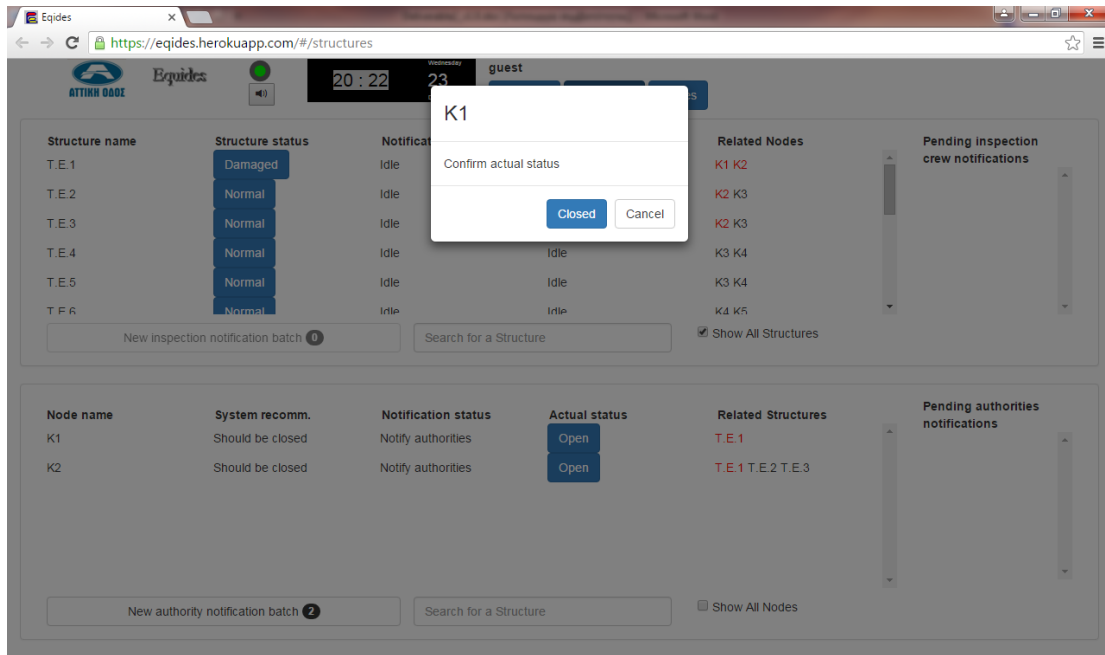 Eqides
https://eqides.herokuapp.com/#/structures
ΑΤΤΙΚΗ ΟΔΟΣ
Equides
20 : 22
Wednesday
23
guest
K1
Confirm actual status
Closed Cancel
Structure name Structure status Notificat Related Nodes Pending inspection
crew notifications
T.E.1 Damaged Idle K1 K2
T.E.2 Normal Idle K2 K3
T.E.3 Normal Idle K2 K3
T.E.4 Normal Idle Idle K3 K4
T.E.5 Normal Idle Idle K3 K4
T.E.6 Normal Idle Idle K4 K5
New inspection notification batch 0 Search for a Structure Show All Structures
Node name System recomm. Notification status Actual status Related Structures Pending authorities
notifications
K1 Should be closed Notify authorities Open T.E.1
K2 Should be closed Notify authorities Open T.E.1 T.E.2 T.E.3
New authority notification batch 2 Search for a Structure Show All Nodes